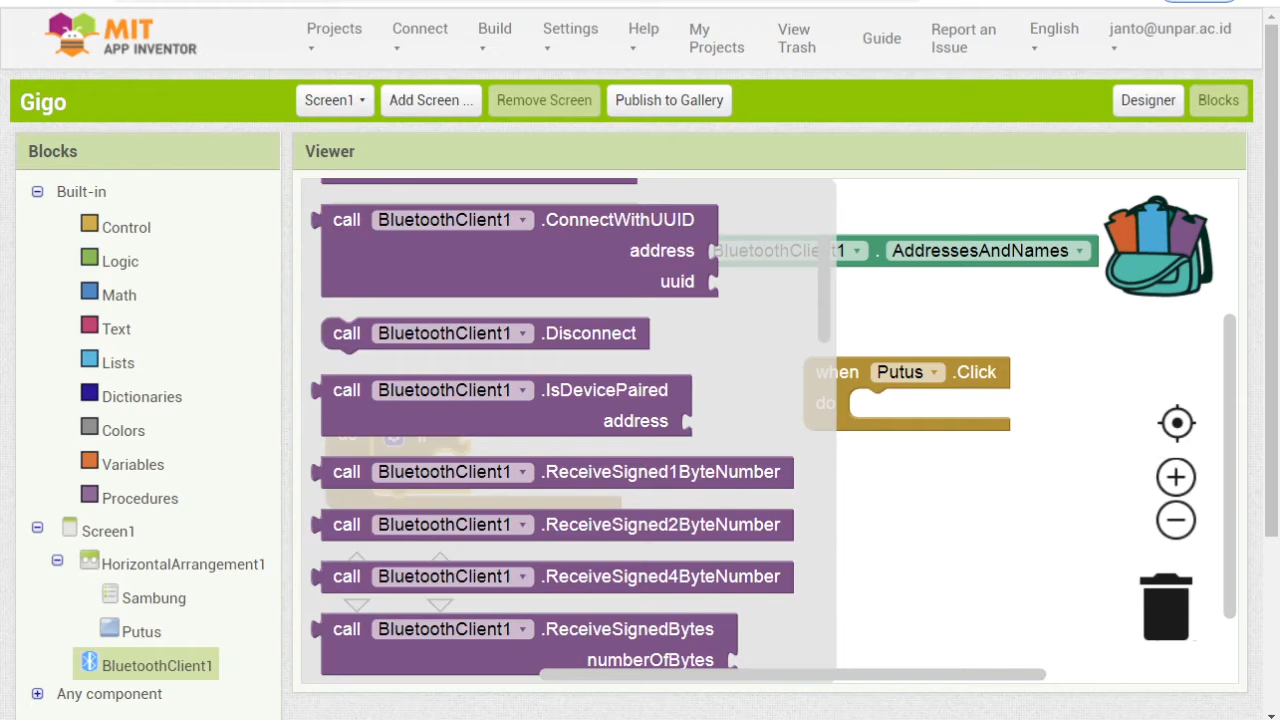 MIT
APP INVENTOR
Projects
Connect
Build
Settings
Help
My Projects
View Trash
Guide
Report an Issue
English
janto@unpar.ac.id
Gigo
Screen1
Add Screen ...
Remove Screen
Publish to Gallery
Designer
Blocks
Blocks
Viewer
Built-in
Control
Logic
Math
Text
Lists
Dictionaries
Colors
Variables
Procedures
Screen1
HorizontalArrangement1
Sambung
Putus
BluetoothClient1
Any component
call BluetoothClient1 .ConnectWithUUID
address
uuid
BluetoothClient1 . AddressesAndNames
call BluetoothClient1 .Disconnect
when Putus .Click
do
call BluetoothClient1 .IsDevicePaired
address
call BluetoothClient1 .ReceiveSigned1ByteNumber
call BluetoothClient1 .ReceiveSigned2ByteNumber
call BluetoothClient1 .ReceiveSigned4ByteNumber
call BluetoothClient1 .ReceiveSignedBytes
numberOfBytes